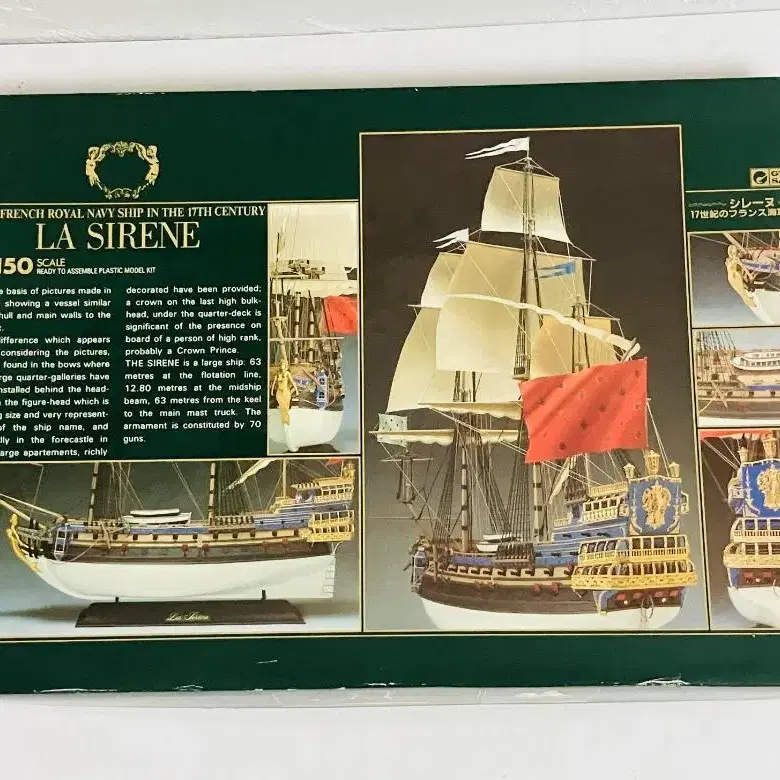 FRENCH ROYAL NAVY SHIP IN THE 17TH CENTURY
LA SIRENE
150 SCALE
READY TO ASSEMBLE PLASTIC MODEL KIT
basis of pictures made in
showing a vessel similar
hull and main walls to the
difference which appears
considering the pictures,
found in the bows where
quarter-galleries have
installed behind the head-
the figure-head which is
size and very represent-
of the ship name, and
in the forecastle in
large apartements, richly
decorated have been provided;
a crown on the last high bulk-
head, under the quarter-deck is
significant of the presence on
board of a person of high rank,
probably a Crown Prince.
THE SIRENE is a large ship: 63
metres at the flotation line,
12.80 metres at the midship
beam, 63 metres from the keel
to the main mast truck. The
armament is constituted by 70
guns.
シレーヌ
17世紀のフランス海
La Sirene